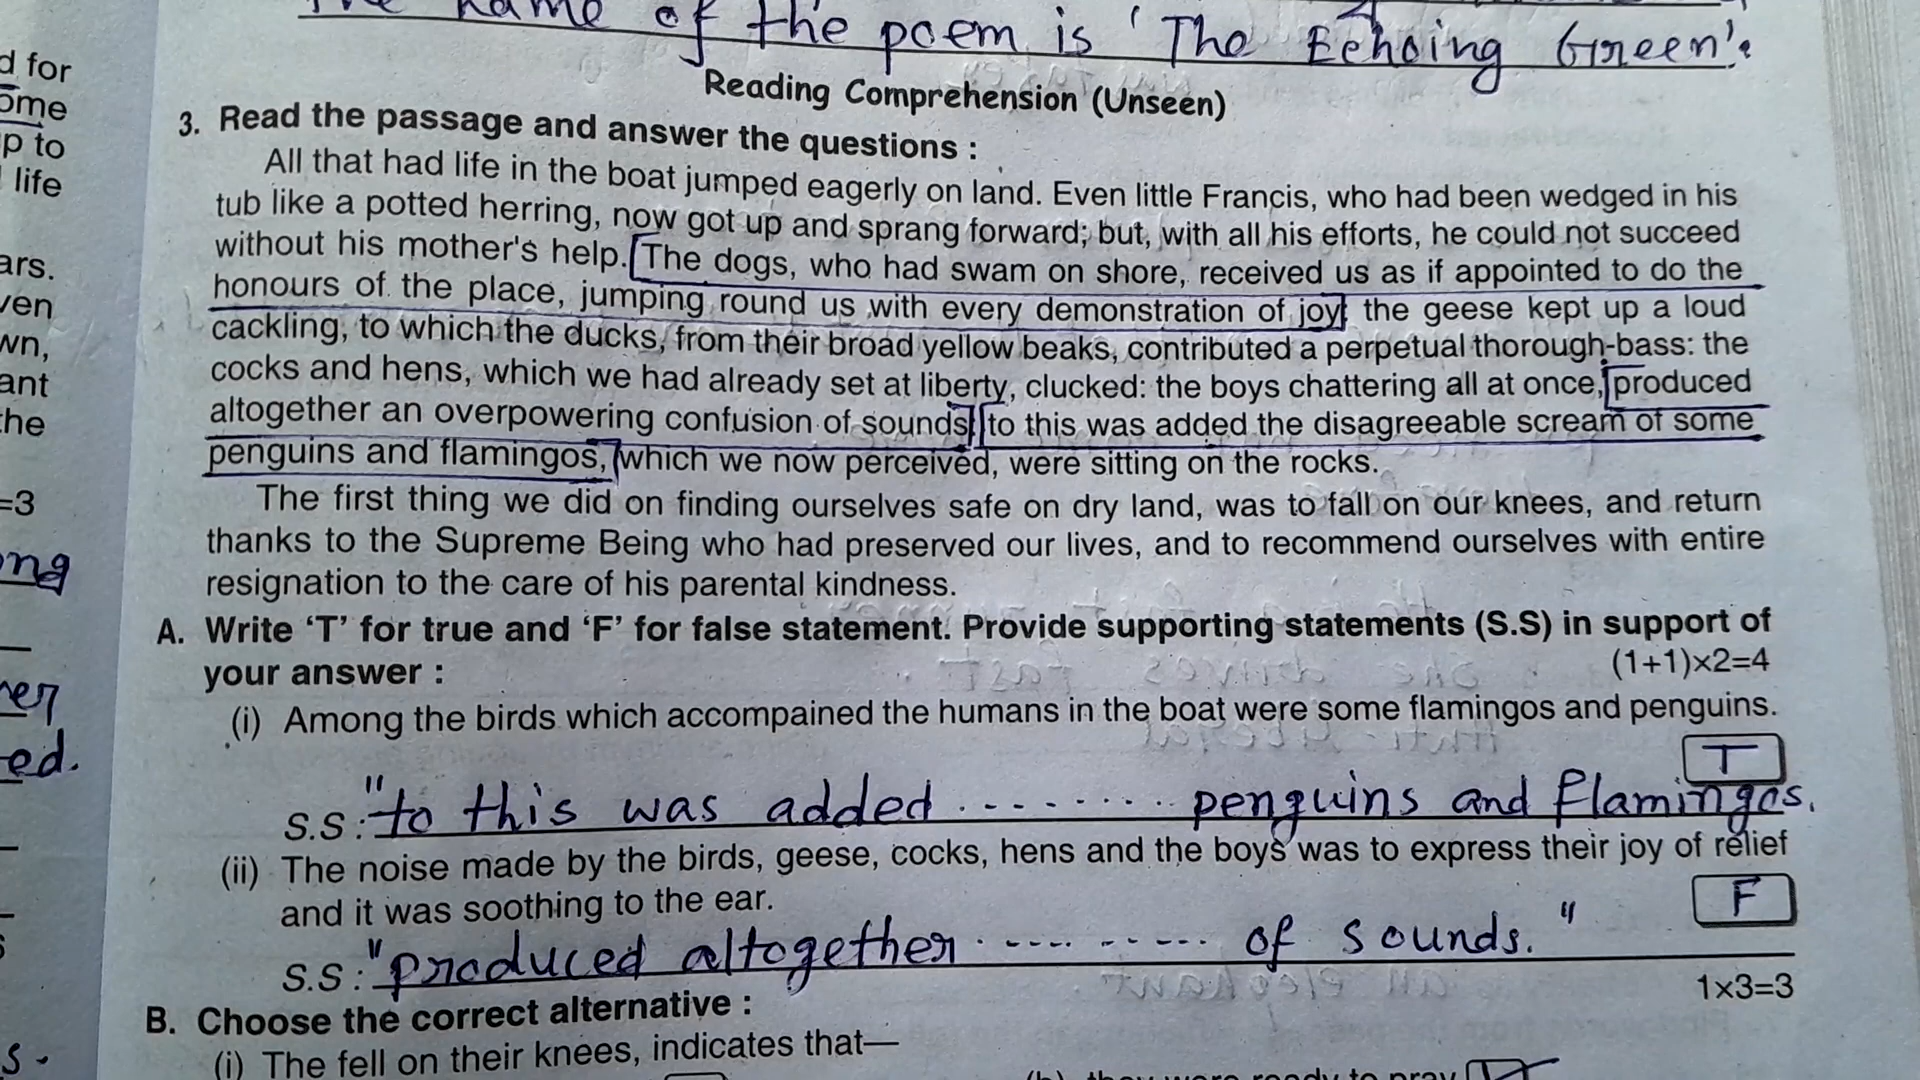 The name of the poem is 'The Echoing Green'.
Reading Comprehension (Unseen)
3. Read the passage and answer the questions :
All that had life in the boat jumped eagerly on land. Even little Francis, who had been wedged in his
tub like a potted herring, now got up and sprang forward; but, with all his efforts, he could not succeed
without his mother's help. The dogs, who had swam on shore, received us as if appointed to do the
honours of the place, jumping round us with every demonstration of joy: the geese kept up a loud
cackling, to which the ducks, from their broad yellow beaks, contributed a perpetual thorough-bass: the
cocks and hens, which we had already set at liberty, clucked: the boys chattering all at once, produced
altogether an overpowering confusion of sounds: to this was added the disagreeable scream of some
penguins and flamingos, which we now perceived, were sitting on the rocks.
The first thing we did on finding ourselves safe on dry land, was to fall on our knees, and return
thanks to the Supreme Being who had preserved our lives, and to recommend ourselves with entire
resignation to the care of his parental kindness.
A. Write 'T' for true and 'F' for false statement. Provide supporting statements (S.S) in support of
your answer :
(1+1)×2=4
(i) Among the birds which accompained the humans in the boat were some flamingos and penguins.
T
S.S : "to this was added ........ penguins and flamingos.
(ii) The noise made by the birds, geese, cocks, hens and the boys was to express their joy of relief
and it was soothing to the ear.
F
S.S : "produced altogether ......... of sounds."
1×3=3
B. Choose the correct alternative :
(i) The fell on their knees, indicates that—
(b) they were ready to pray
d for
ome
p to
life
ars.
ven
wn,
ant
the
=3
ong
ed.
s.